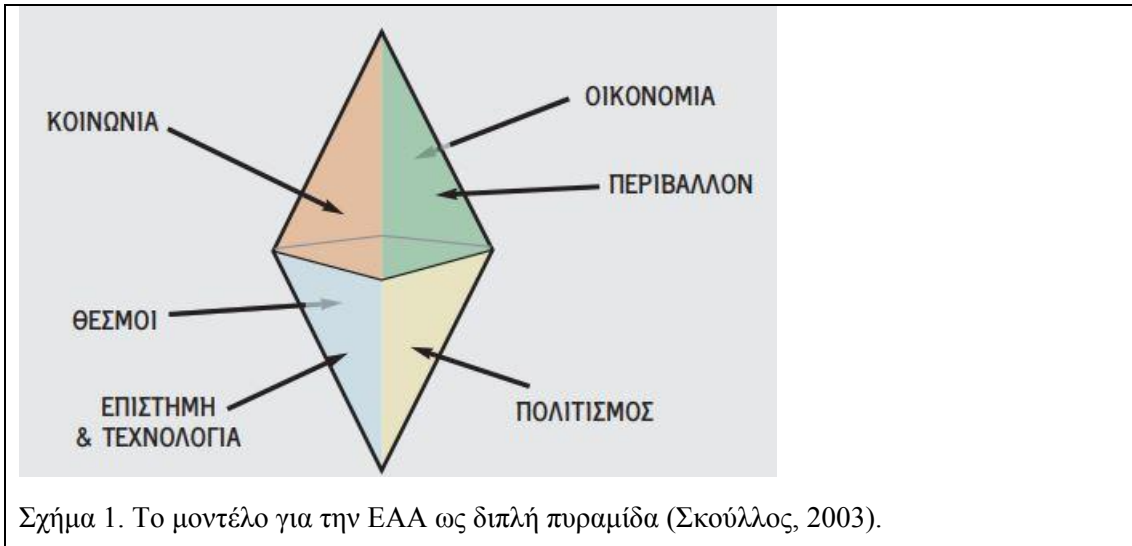 ΚΟΙΝΩΝΙΑ
ΟΙΚΟΝΟΜΙΑ
ΠΕΡΙΒΑΛΛΟΝ
ΘΕΣΜΟΙ
ΕΠΙΣΤΗΜΗ
& ΤΕΧΝΟΛΟΓΙΑ
ΠΟΛΙΤΙΣΜΟΣ
Σχήμα 1. Το μοντέλο για την ΕΑΑ ως διπλή πυραμίδα (Σκούλλος, 2003).